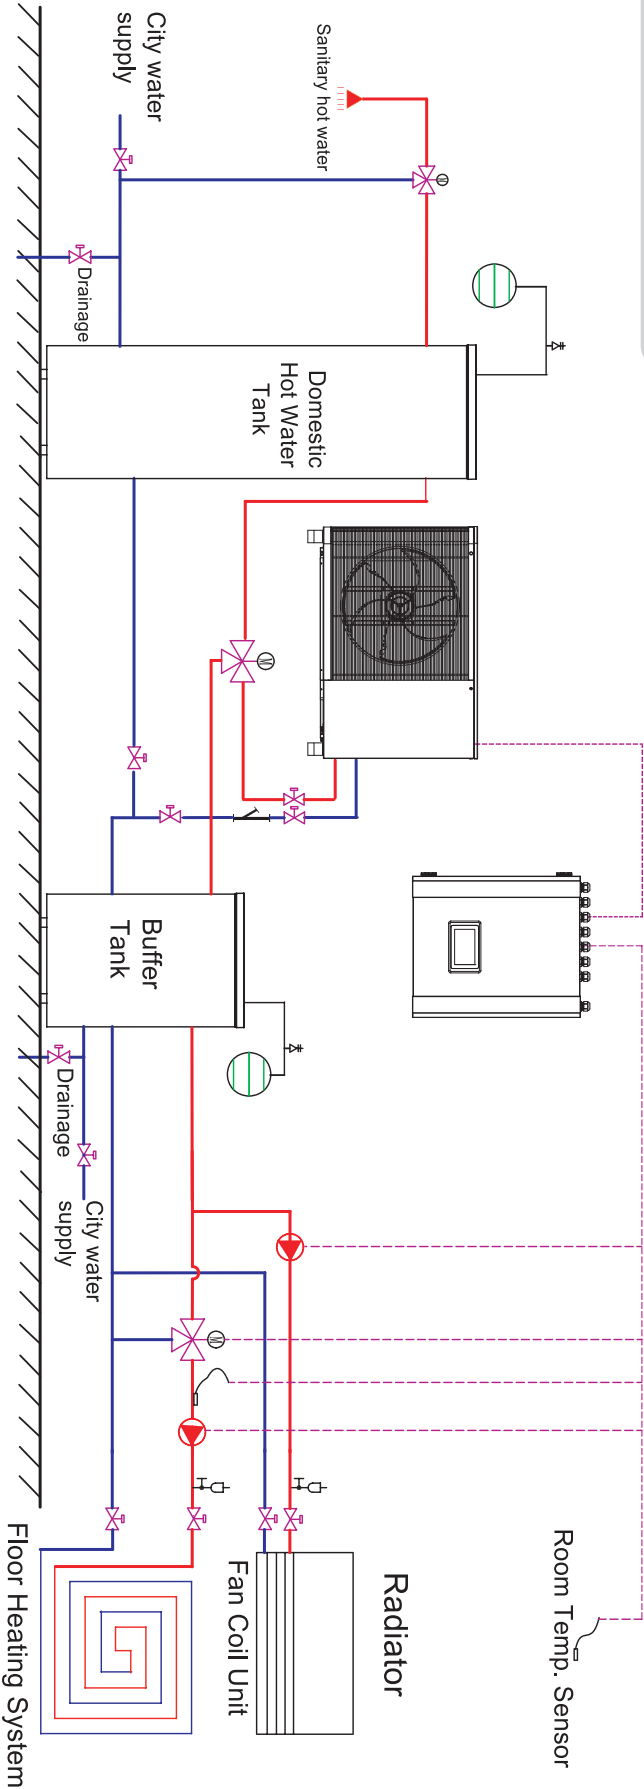 City water
supply
Sanitary hot water
M
Drainage
Domestic
Hot Water
Tank
M
Buffer
Tank
Drainage
City water
supply
M
Radiator
Fan Coil Unit
Floor Heating System
Room Temp. Sensor